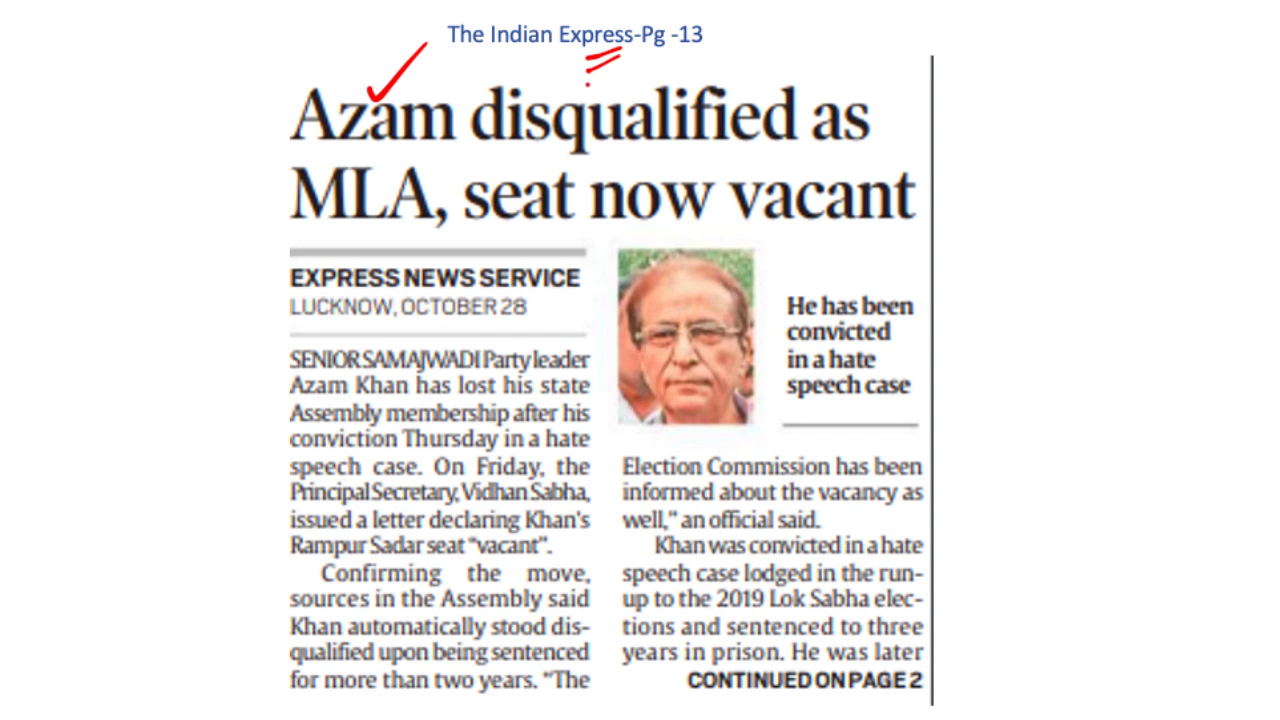 The Indian Express-Pg -13
Azam disqualified as
MLA, seat now vacant
EXPRESS NEWS SERVICE
LUCKNOW, OCTOBER 28
SENIOR SAMAJWADI Party leader
Azam Khan has lost his state
Assembly membership after his
conviction Thursday in a hate
speech case. On Friday, the
Principal Secretary, Vidhan Sabha,
issued a letter declaring Khan's
Rampur Sadar seat "vacant".
Confirming the move,
sources in the Assembly said
Khan automatically stood dis-
qualified upon being sentenced
for more than two years. "The
He has been
convicted
in a hate
speech case
Election Commission has been
informed about the vacancy as
well," an official said.
Khan was convicted in a hate
speech case lodged in the run-
up to the 2019 Lok Sabha elec-
tions and sentenced to three
years in prison. He was later
CONTINUED ON PAGE 2